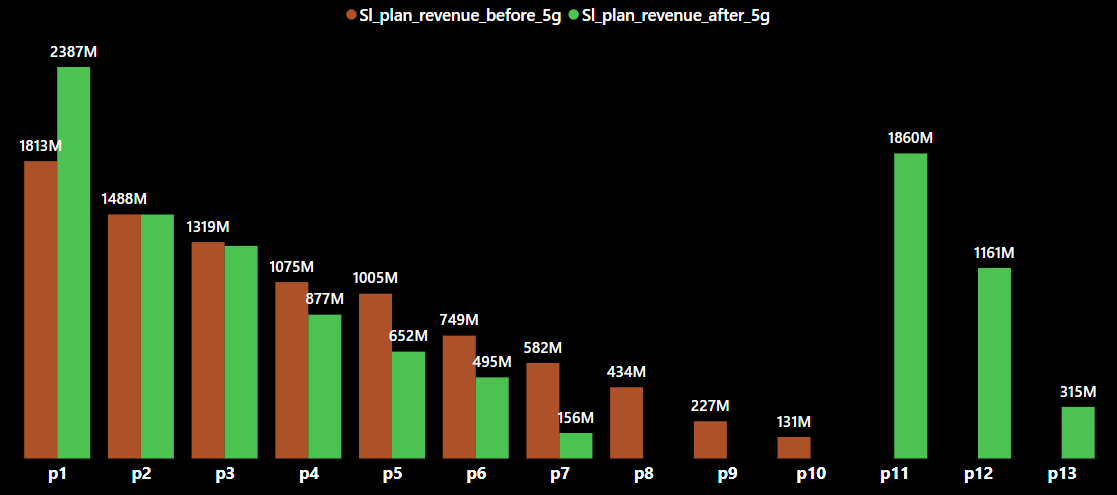 Sl_plan_revenue_before_5g Sl_plan_revenue_after_5g
2387M
1813M
1488M
1319M
1075M
877M
1005M
652M
749M
495M
582M
156M
434M
227M
131M
1860M
1161M
315M
p1 p2 p3 p4 p5 p6 p7 p8 p9 p10 p11 p12 p13